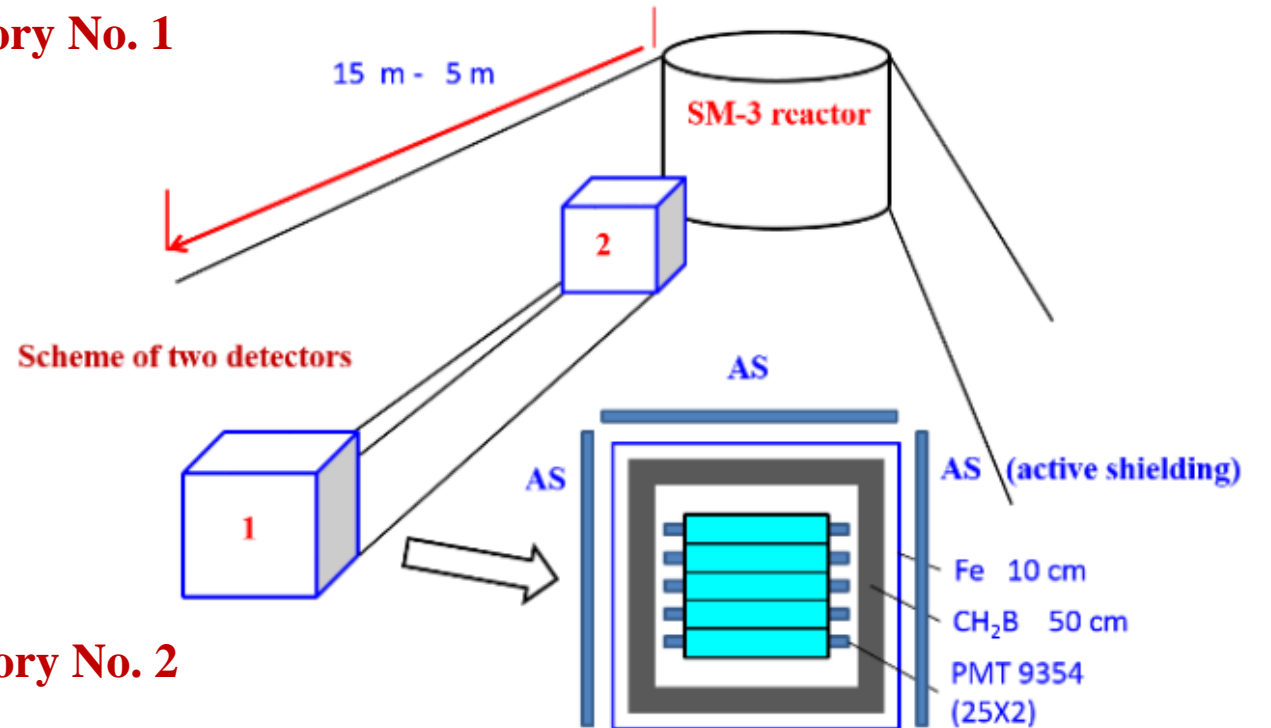 ory No. 1
15 m - 5 m
SM-3 reactor
2
Scheme of two detectors
AS
AS
AS (active shielding)
1
Fe 10 cm
CH₂B 50 cm
ory No. 2
PMT 9354
(25X2)